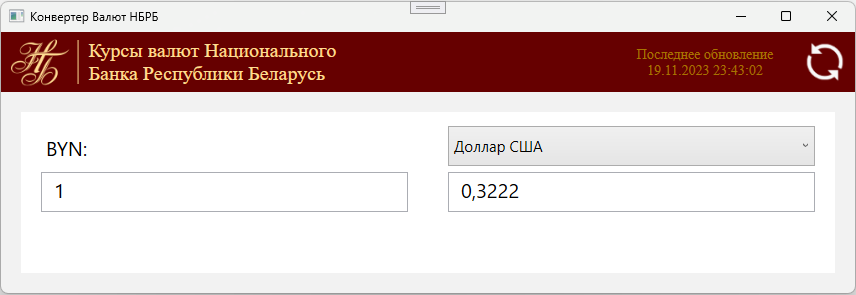 Конвертер Валют НБРБ
Курсы валют Национального
Банка Республики Беларусь
Последнее обновление
19.11.2023 23:43:02
BYN:
Доллар США
1
0,3222